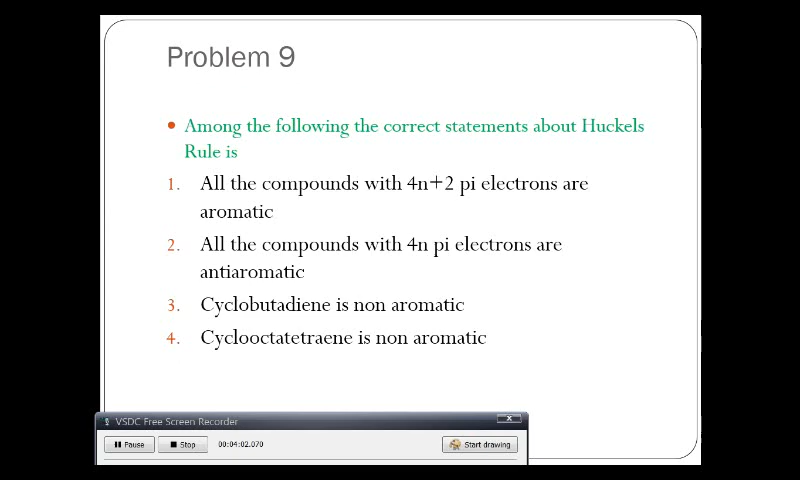 Problem 9
• Among the following the correct statements about Huckels
Rule is
1. All the compounds with 4n+2 pi electrons are
aromatic
2. All the compounds with 4n pi electrons are
antiaromatic
3. Cyclobutadiene is non aromatic
4. Cyclooctatetraene is non aromatic
VSDC Free Screen Recorder
Pause Stop 00:04:02.070 Start drawing